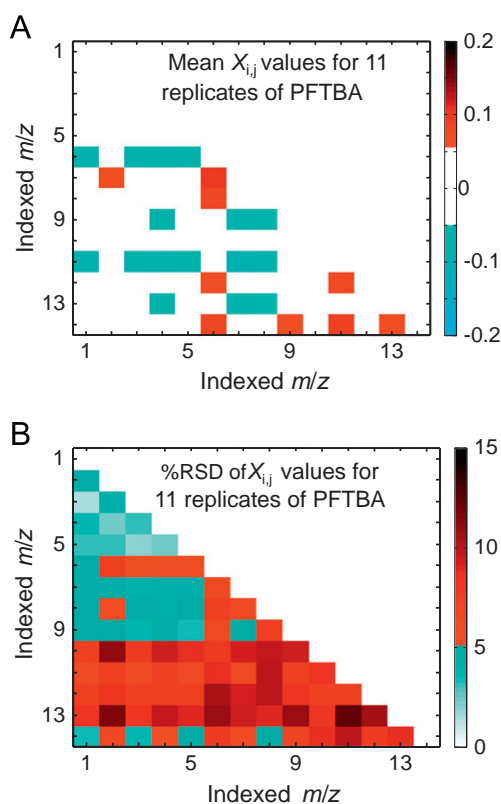 A
1
5
9
13
Indexed m/z
Mean Xi,j values for 11
replicates of PFTBA
0.2
0.1
0
-0.1
-0.2
1 5 9 13
Indexed m/z
B
1
5
9
13
Indexed m/z
%RSD of Xi,j values for
11 replicates of PFTBA
15
10
5
0
1 5 9 13
Indexed m/z